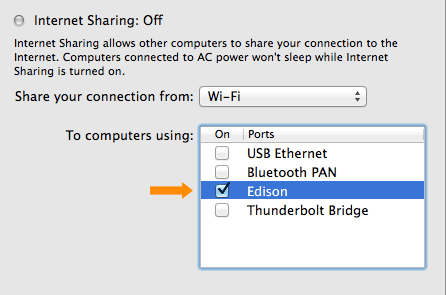 Internet Sharing: Off
Internet Sharing allows other computers to share your connection to the
Internet. Computers connected to AC power won't sleep while Internet
Sharing is turned on.
Share your connection from: Wi-Fi
To computers using: On Ports
USB Ethernet
Bluetooth PAN
Edison
Thunderbolt Bridge